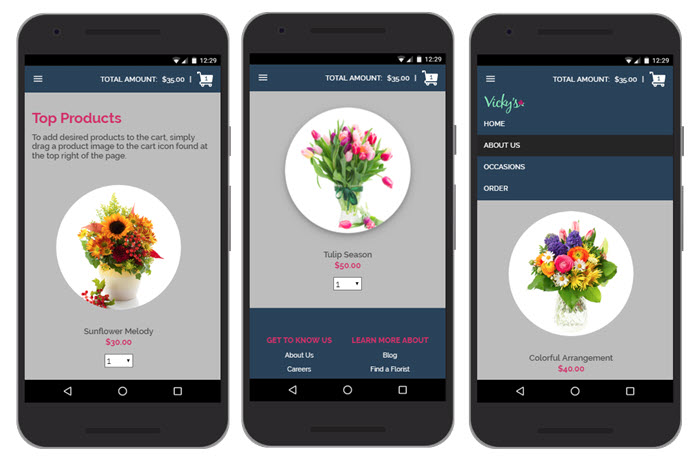 12:29
TOTAL AMOUNT: $35.00 | 1
Top Products
To add desired products to the cart, simply
drag a product image to the cart icon found at
the top right of the page.
Sunflower Melody
$30.00
1
12:29
TOTAL AMOUNT: $35.00 | 1
Tulip Season
$50.00
1
GET TO KNOW US LEARN MORE ABOUT
About Us Blog
Careers Find a Florist
12:29
TOTAL AMOUNT: $35.00 | 1
Vicky's
HOME
ABOUT US
OCCASIONS
ORDER
Colorful Arrangement
$40.00